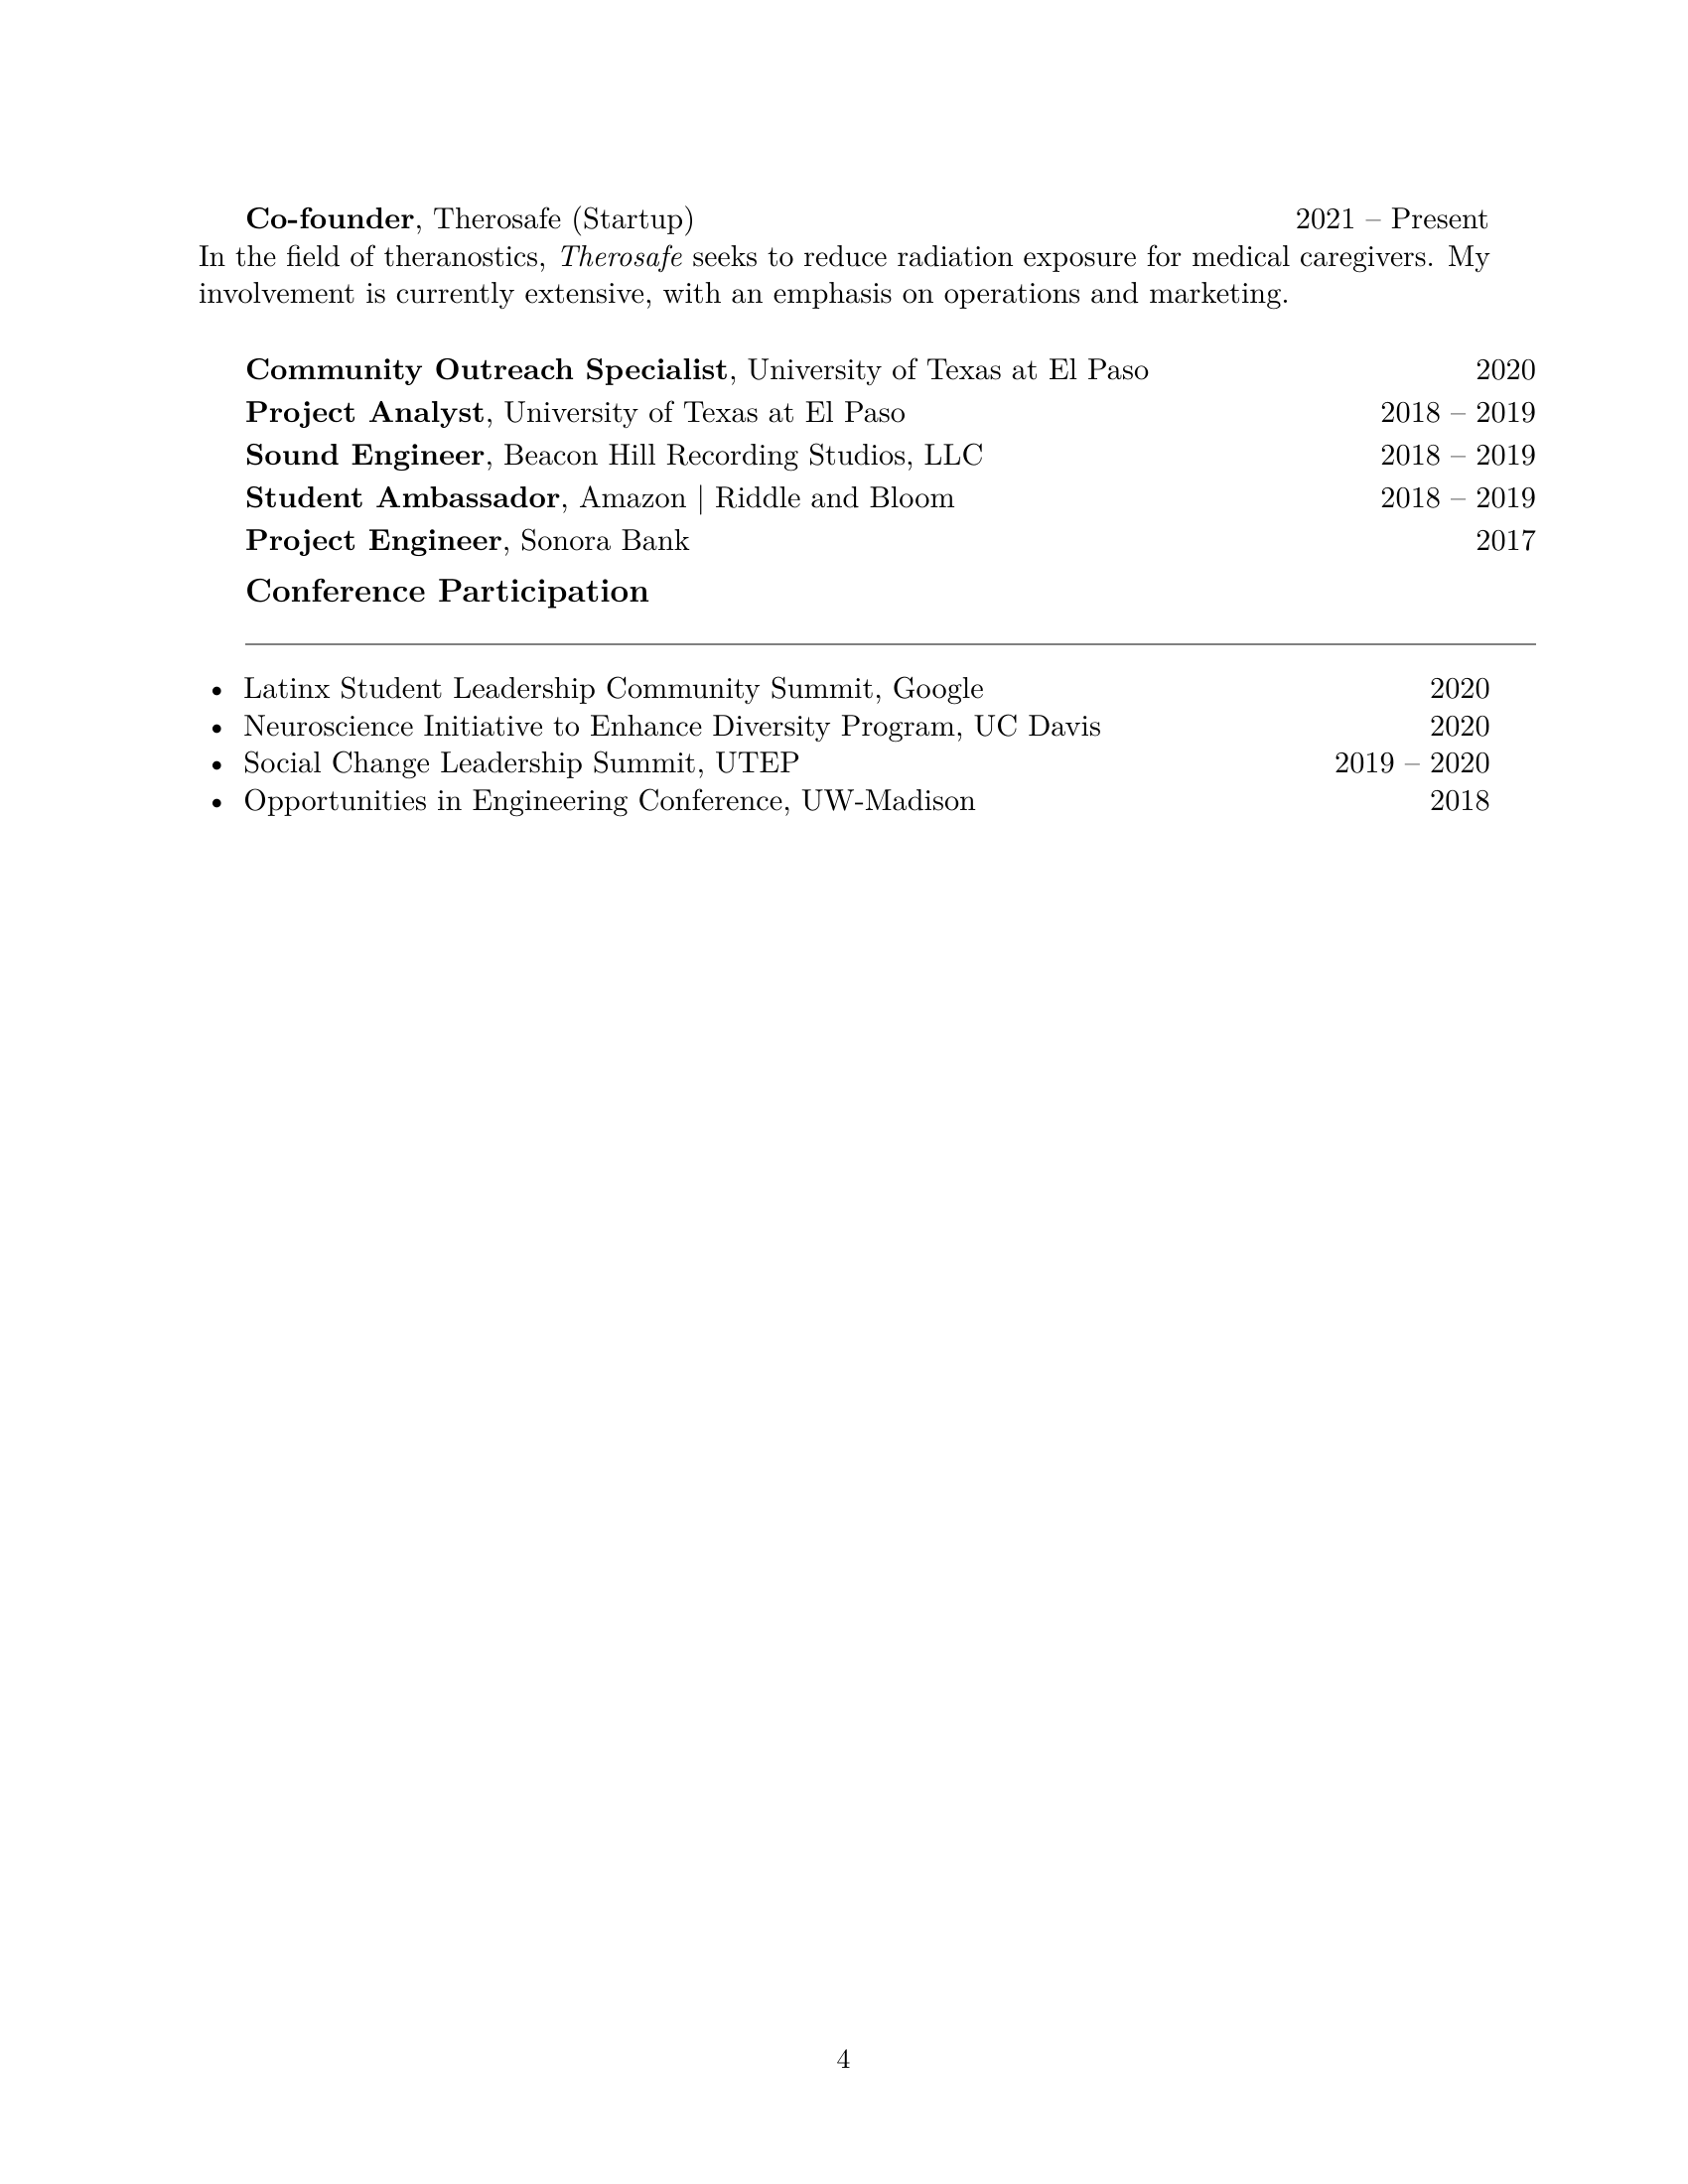 Co-founder, Therosafe (Startup) 2021 – Present
In the field of theranostics, Therosafe seeks to reduce radiation exposure for medical caregivers. My
involvement is currently extensive, with an emphasis on operations and marketing.
Community Outreach Specialist, University of Texas at El Paso 2020
Project Analyst, University of Texas at El Paso 2018 – 2019
Sound Engineer, Beacon Hill Recording Studios, LLC 2018 – 2019
Student Ambassador, Amazon | Riddle and Bloom 2018 – 2019
Project Engineer, Sonora Bank 2017
Conference Participation
• Latinx Student Leadership Community Summit, Google 2020
• Neuroscience Initiative to Enhance Diversity Program, UC Davis 2020
• Social Change Leadership Summit, UTEP 2019 – 2020
• Opportunities in Engineering Conference, UW-Madison 2018
4